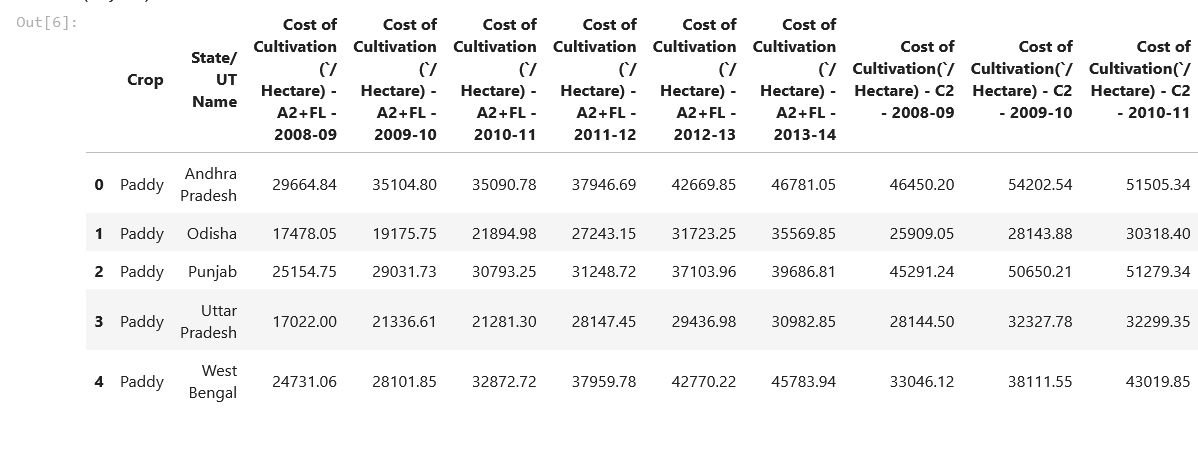 Out[6]:
Crop State/ UT Name Cost of Cultivation (`/ Hectare) - A2+FL - 2008-09 Cost of Cultivation (`/ Hectare) - A2+FL - 2009-10 Cost of Cultivation (`/ Hectare) - A2+FL - 2010-11 Cost of Cultivation (`/ Hectare) - A2+FL - 2011-12 Cost of Cultivation (`/ Hectare) - A2+FL - 2012-13 Cost of Cultivation (`/ Hectare) - A2+FL - 2013-14 Cost of Cultivation(`/ Hectare) - C2 - 2008-09 Cost of Cultivation(`/ Hectare) - C2 - 2009-10 Cost of Cultivation(`/ Hectare) - C2 - 2010-11
0 Paddy Andhra Pradesh 29664.84 35104.80 35090.78 37946.69 42669.85 46781.05 46450.20 54202.54 51505.34
1 Paddy Odisha 17478.05 19175.75 21894.98 27243.15 31723.25 35569.85 25909.05 28143.88 30318.40
2 Paddy Punjab 25154.75 29031.73 30793.25 31248.72 37103.96 39686.81 45291.24 50650.21 51279.34
3 Paddy Uttar Pradesh 17022.00 21336.61 21281.30 28147.45 29436.98 30982.85 28144.50 32327.78 32299.35
4 Paddy West Bengal 24731.06 28101.85 32872.72 37959.78 42770.22 45783.94 33046.12 38111.55 43019.85